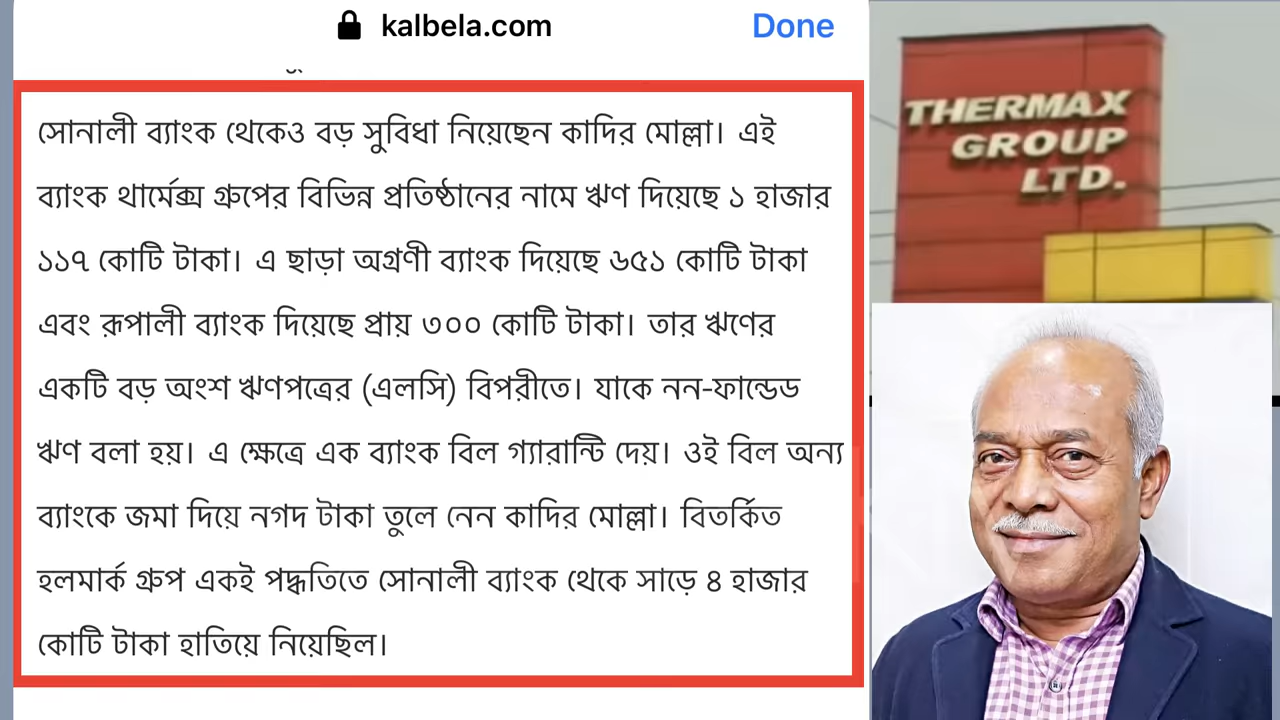 kalbela.com
Done
সোনালী ব্যাংক থেকেও বড় সুবিধা নিয়েছেন কাদির মোল্লা। এই
ব্যাংক থার্মেক্স গ্রুপের বিভিন্ন প্রতিষ্ঠানের নামে ঋণ দিয়েছে ১ হাজার
১১৭ কোটি টাকা। এ ছাড়া অগ্রণী ব্যাংক দিয়েছে ৬৫১ কোটি টাকা
এবং রূপালী ব্যাংক দিয়েছে প্রায় ৩০০ কোটি টাকা। তার ঋণের
একটি বড় অংশ ঋণপত্রের (এলসি) বিপরীতে। যাকে নন-ফান্ডেড
ঋণ বলা হয়। এ ক্ষেত্রে এক ব্যাংক বিল গ্যারান্টি দেয়। ওই বিল অন্য
ব্যাংকে জমা দিয়ে নগদ টাকা তুলে নেন কাদির মোল্লা। বিতর্কিত
হলমার্ক গ্রুপ একই পদ্ধতিতে সোনালী ব্যাংক থেকে সাড়ে ৪ হাজার
কোটি টাকা হাতিয়ে নিয়েছিল।
THERMAX
GROUP
LTD.